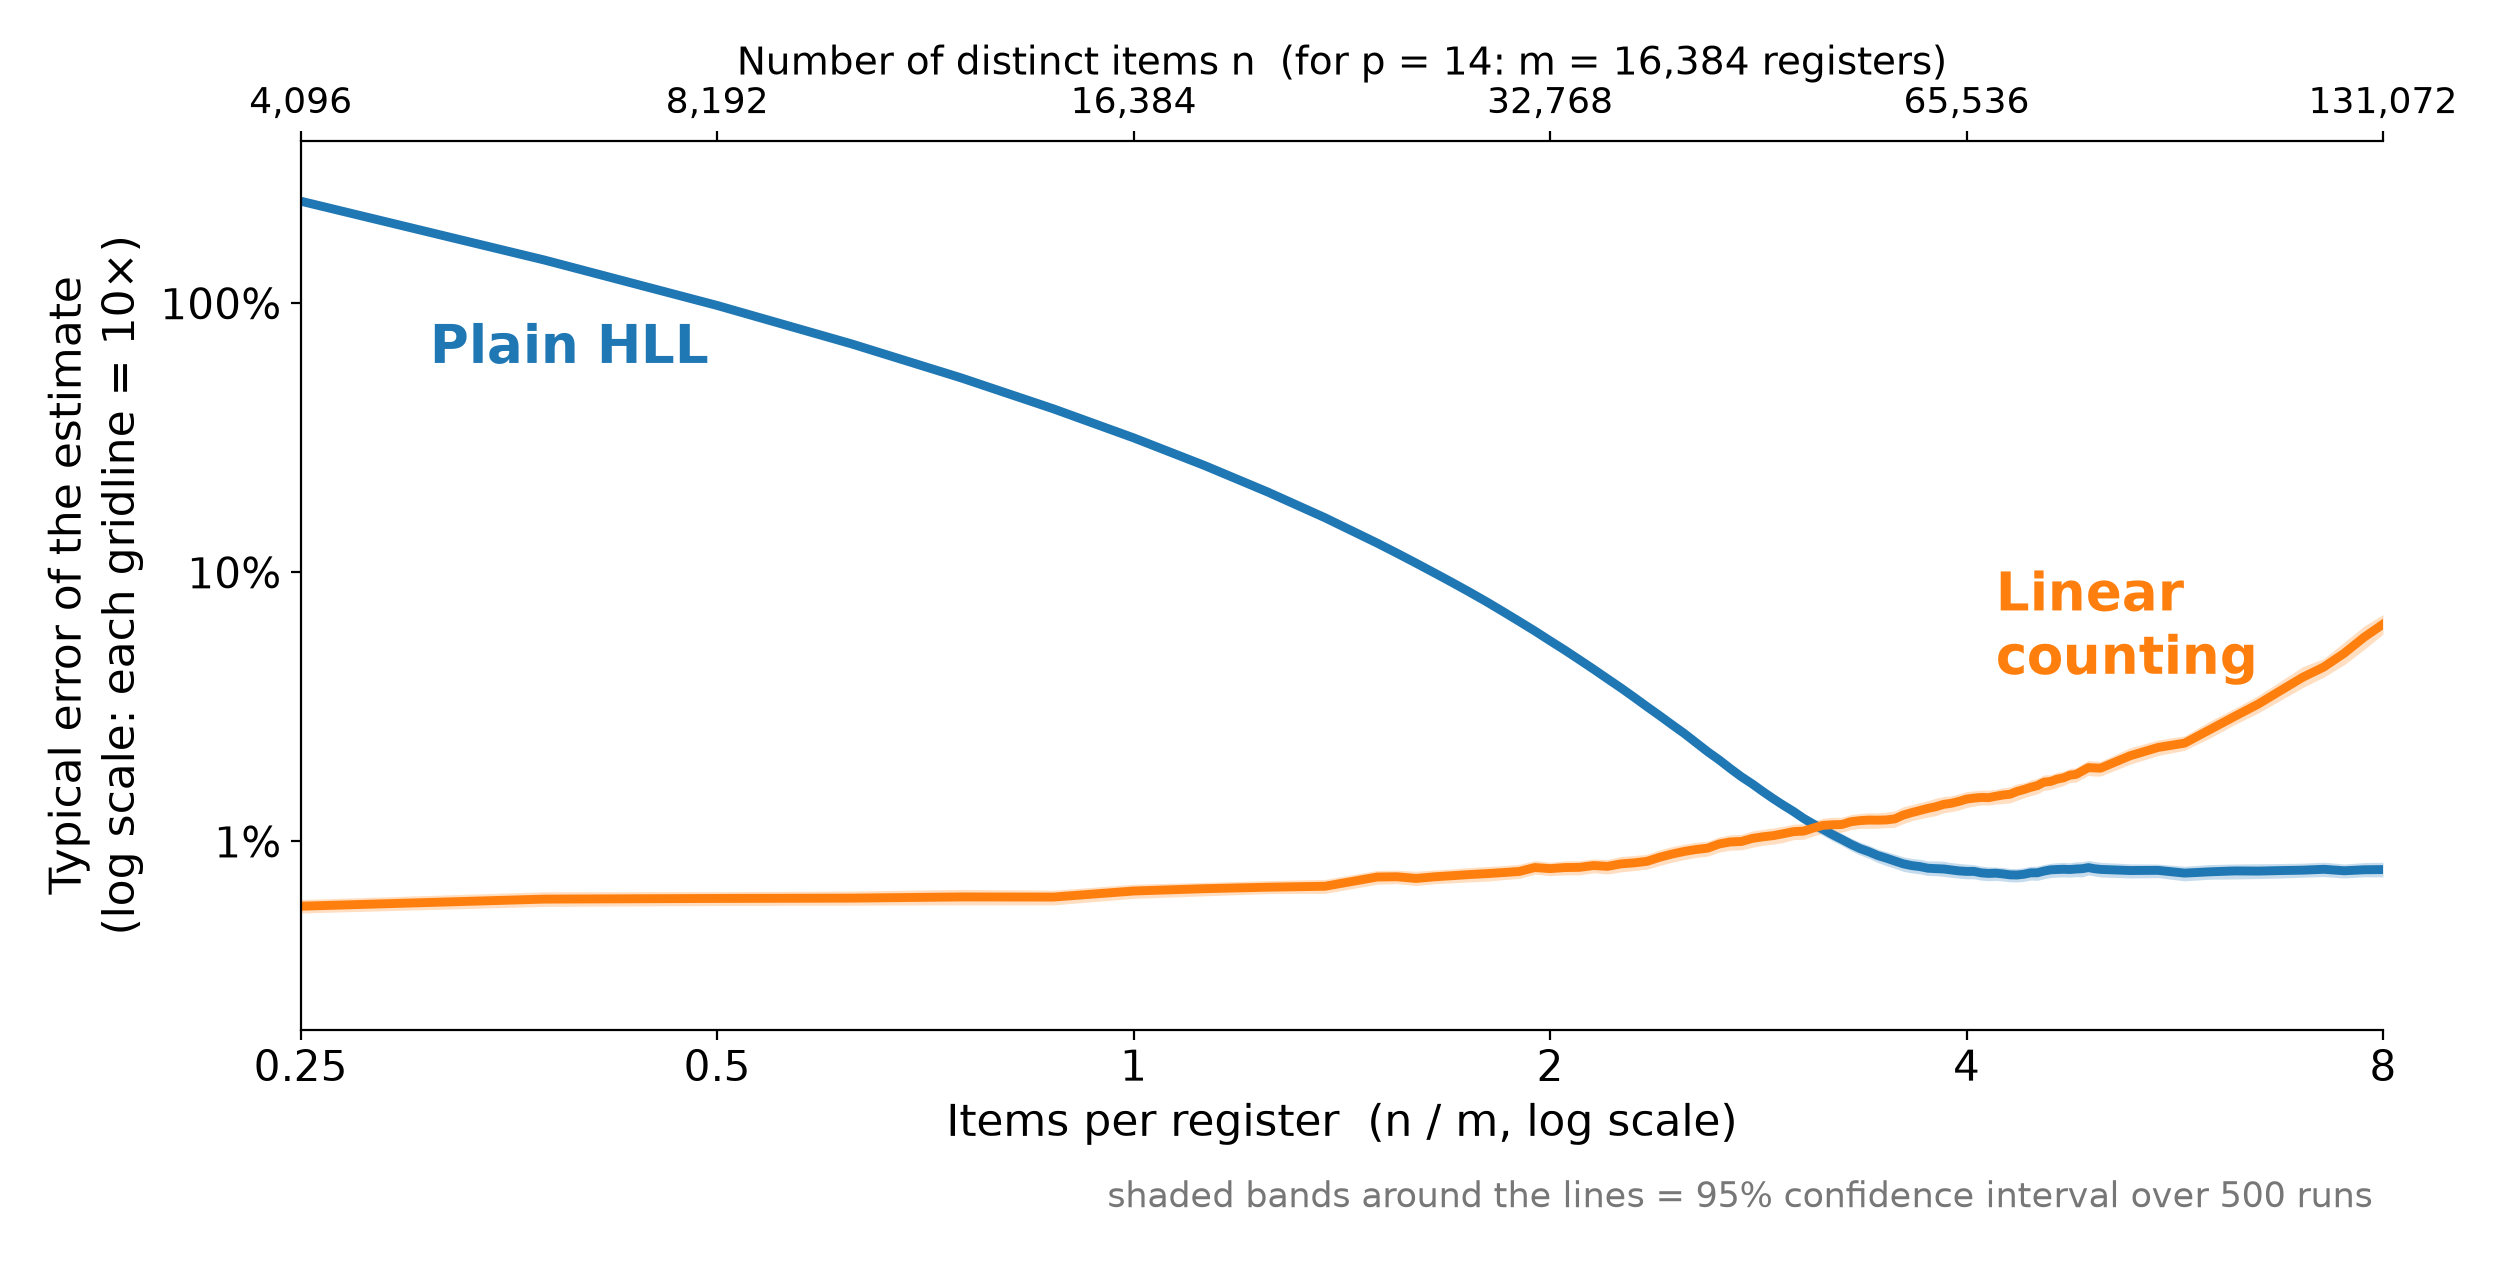 Number of distinct items n  (for p = 14: m = 16,384 registers)
4,096
8,192
16,384
32,768
65,536
131,072
Typical error of the estimate
(log scale: each gridline = 10×)
100%
10%
1%
Plain HLL
Linear
counting
0.25
0.5
1
2
4
8
Items per register  (n / m, log scale)
shaded bands around the lines = 95% confidence interval over 500 runs